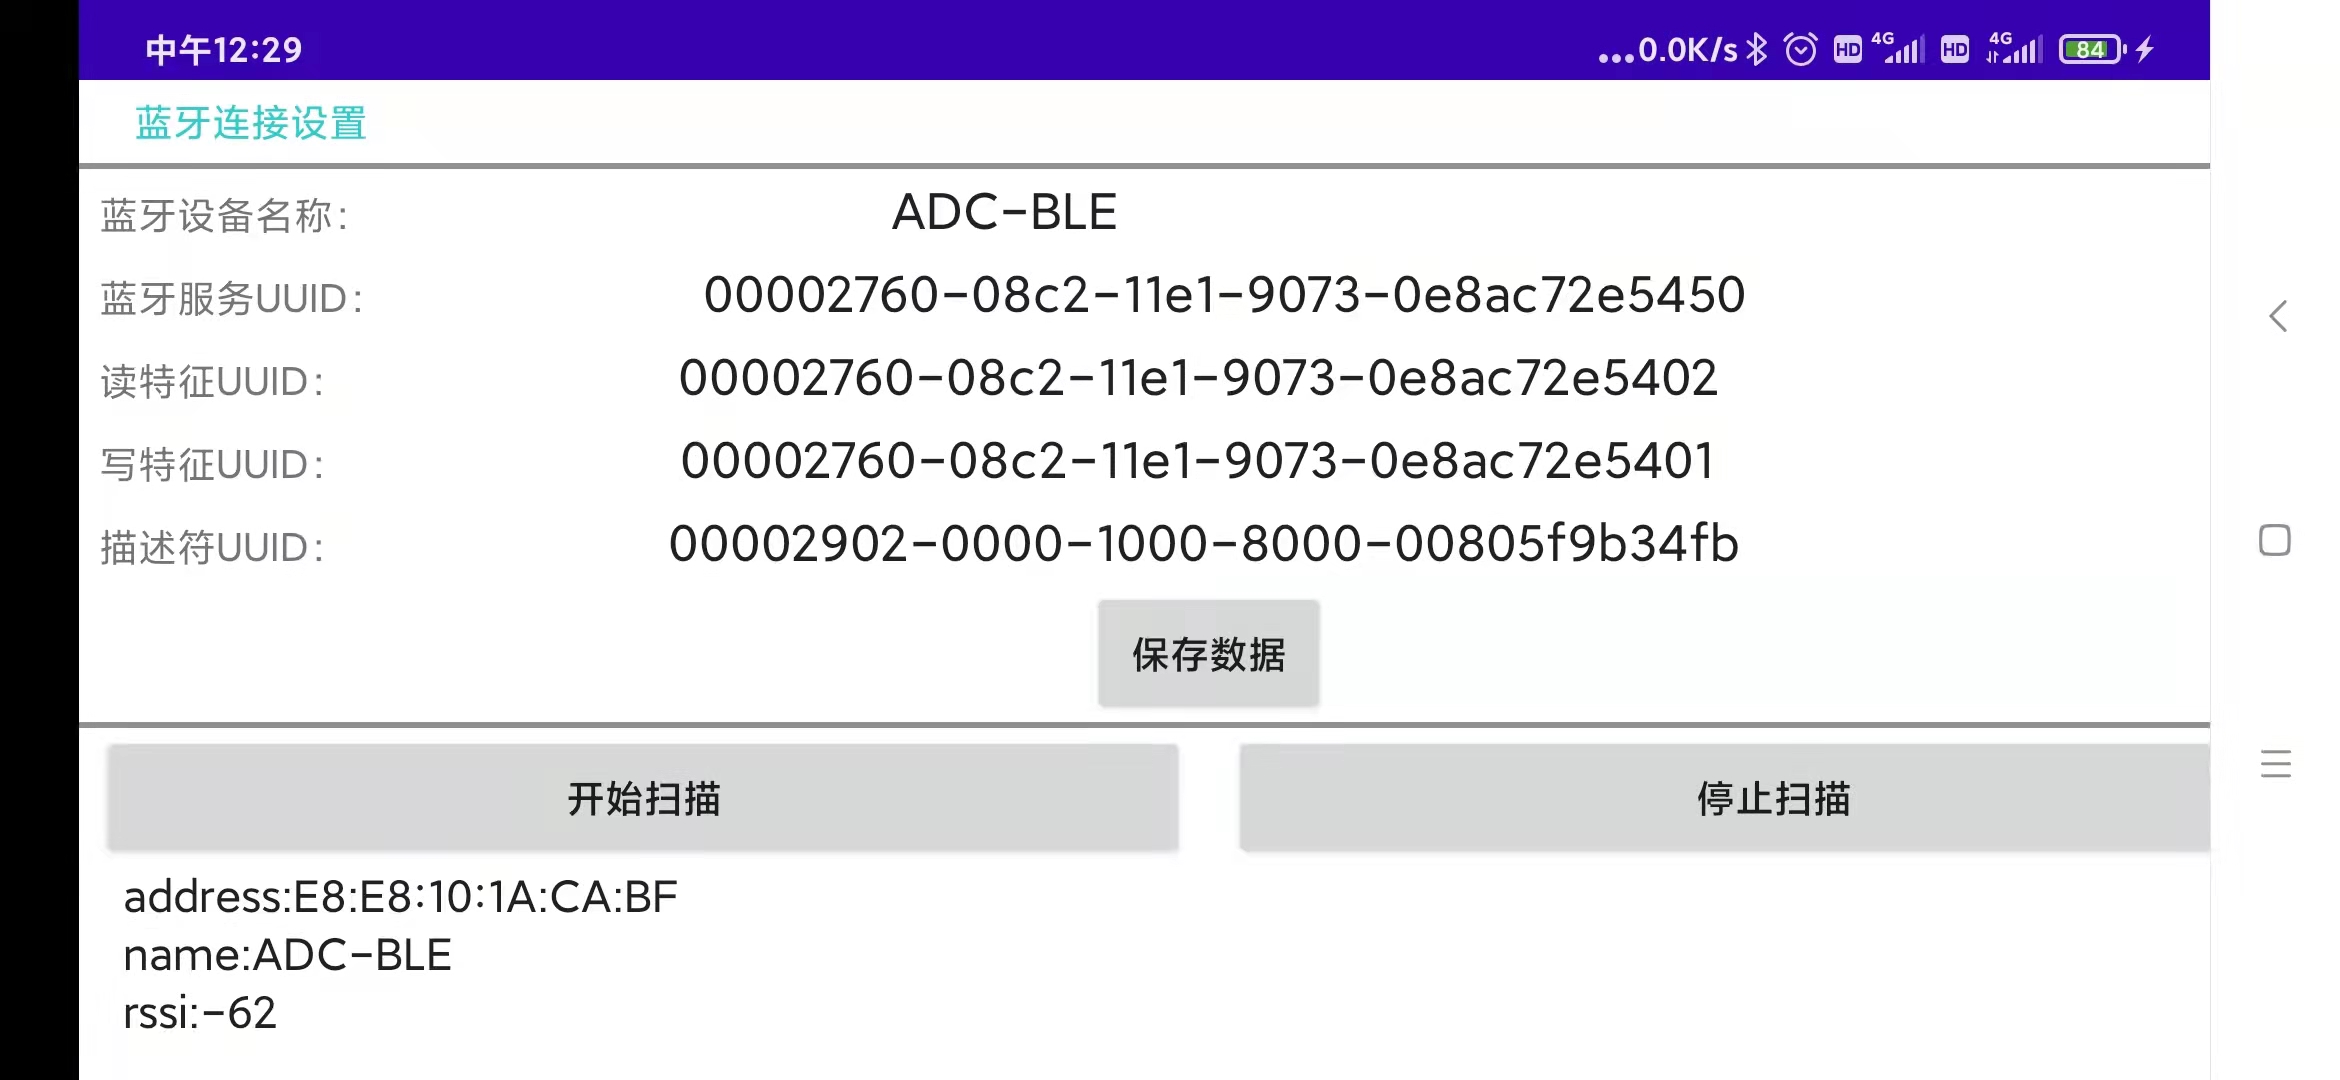 中午12:29 ...0.0K/s HD 4G HD 4G 84
蓝牙连接设置
蓝牙设备名称: ADC-BLE
蓝牙服务UUID: 00002760-08c2-11e1-9073-0e8ac72e5450
读特征UUID: 00002760-08c2-11e1-9073-0e8ac72e5402
写特征UUID: 00002760-08c2-11e1-9073-0e8ac72e5401
描述符UUID: 00002902-0000-1000-8000-00805f9b34fb
保存数据
开始扫描 停止扫描
address:E8:E8:10:1A:CA:BF
name:ADC-BLE
rssi:-62